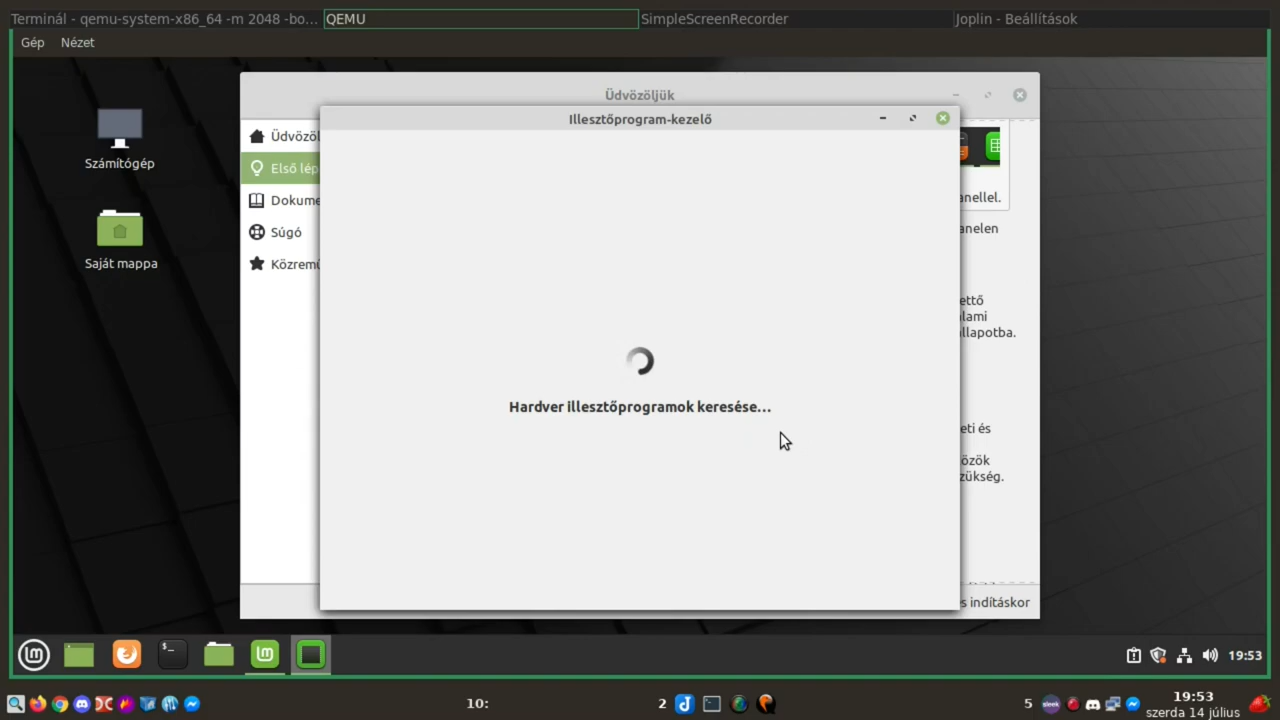 Terminál - qemu-system-x86_64 -m 2048 -bo...
QEMU
SimpleScreenRecorder
Joplin - Beállítások
Gép
Nézet
Üdvözöljük
Illesztőprogram-kezelő
Számítógép
Saját mappa
Üdvözöl
Első lép
Dokume
Súgó
Közremű
Hardver illesztőprogramok keresése...
anellel.
anelen
ettő
lami
llapotba.
eti és
özök
zükség.
s indításkor
19:53
10:
2
5
sleek
19:53
szerda 14 július